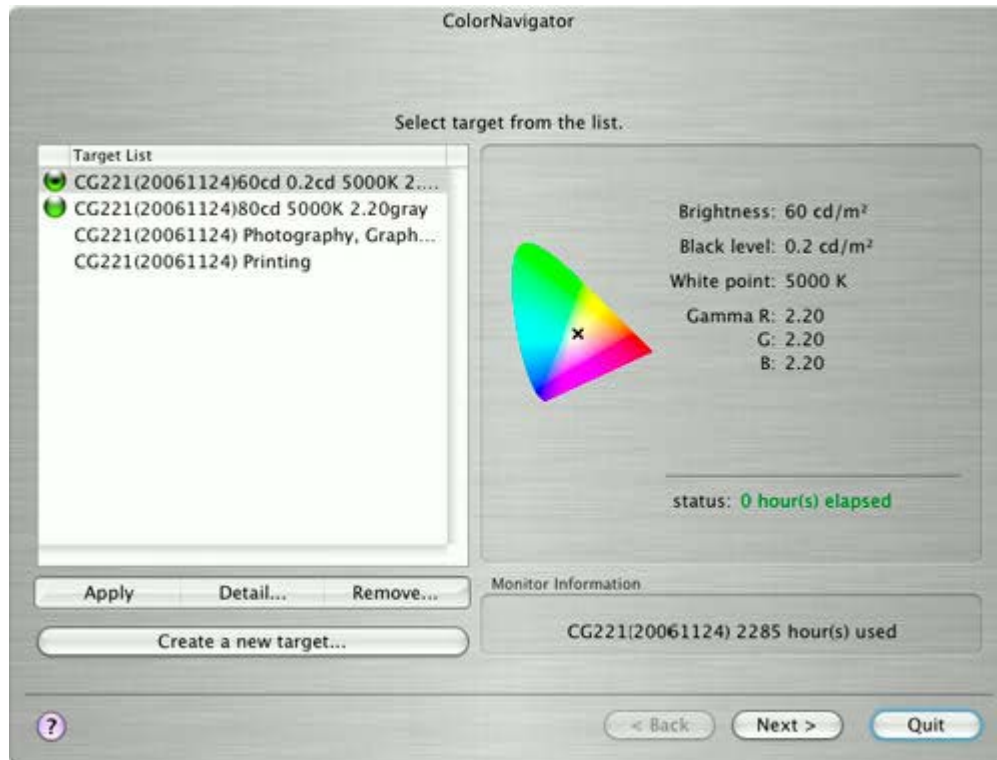 ColorNavigator
Select target from the list.
Target List
CG221(20061124)60cd 0.2cd 5000K 2....
CG221(20061124)80cd 5000K 2.20gray
CG221(20061124) Photography, Graph...
CG221(20061124) Printing
Brightness: 60 cd/m²
Black level: 0.2 cd/m²
White point: 5000 K
Gamma R: 2.20
G: 2.20
B: 2.20
status: 0 hour(s) elapsed
Apply
Detail...
Remove...
Create a new target...
Monitor Information
CG221(20061124) 2285 hour(s) used
?
< Back
Next >
Quit